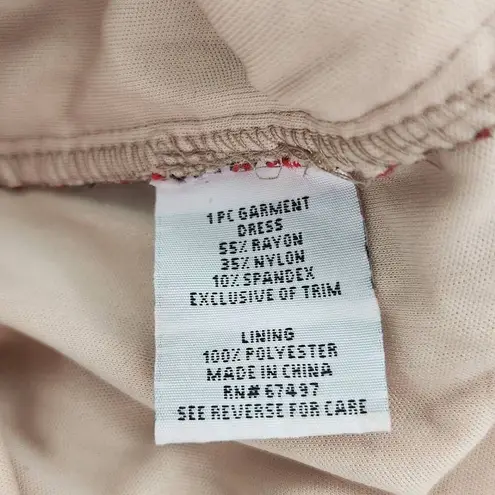 1 PC GARMENT
DRESS
55% RAYON
35% NYLON
10% SPANDEX
EXCLUSIVE OF TRIM
LINING
100% POLYESTER
MADE IN CHINA
RN# 67497
SEE REVERSE FOR CARE